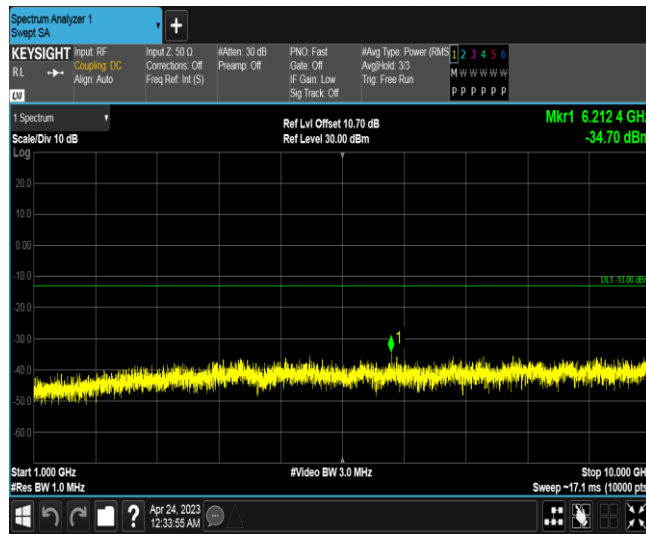 Spectrum Analyzer 1
Swept SA
+
KEYSIGHT Input: RF Input Z: 50 Ω #Atten: 30 dB PNO: Fast #Avg Type: Power (RMS 1 2 3 4 5 6
RL Coupling: DC Corrections: Off Preamp: Off Gate: Off Avg|Hold: 3/3 M W W W W W
Align: Auto Freq Ref: Int (S) IF Gain: Low Trig: Free Run
LXI Sig Track: Off P P P P P P
1 Spectrum Ref Lvl Offset 10.70 dB Mkr1 6.212 4 GHz
Scale/Div 10 dB Ref Level 30.00 dBm -34.70 dBm
Log
20.0
10.0
0.00
-10.0
DL1 -13.00 dBm
-20.0
-30.0
1
-40.0
-50.0
-60.0
Start 1.000 GHz #Video BW 3.0 MHz Stop 10.000 GH
#Res BW 1.0 MHz Sweep ~17.1 ms (10000 pts
? Apr 24, 2023
12:33:55 AM